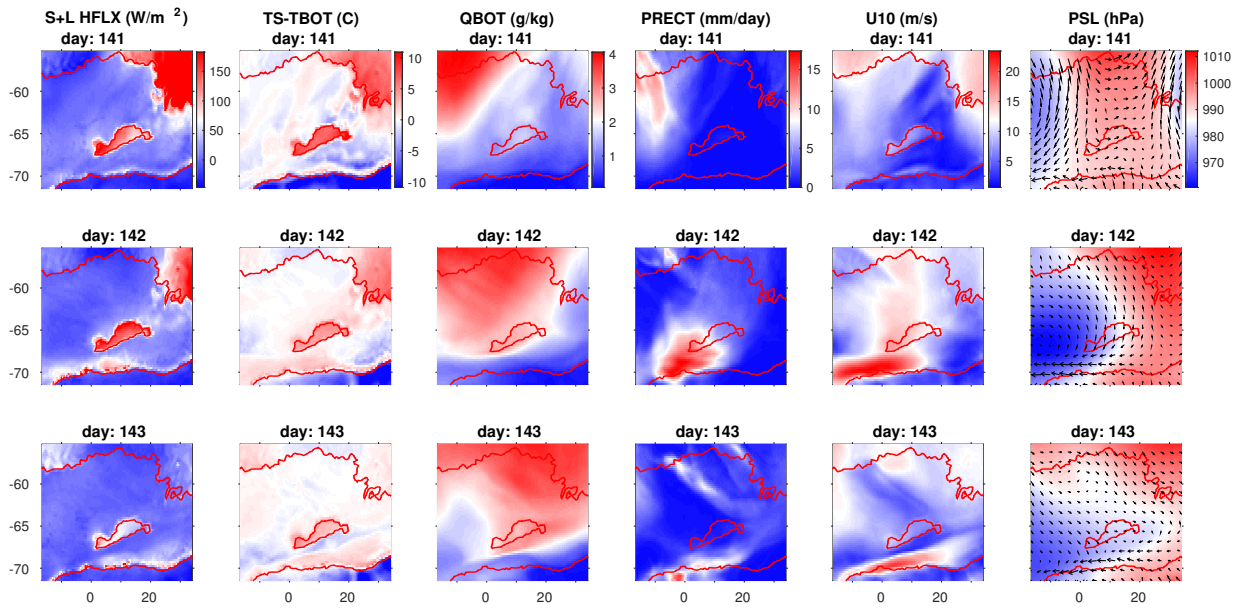 S+L HFLX (W/m ²) TS-TBOT (C) QBOT (g/kg) PRECT (mm/day) U10 (m/s) PSL (hPa)
day: 141 day: 141 day: 141 day: 141 day: 141 day: 141
-60 -65 -70
150 100 50 0
10 5 0 -5 -10
4 3 2 1
15 10 5 0
20 15 10 5
1010 1000 990 980 970
day: 142 day: 142 day: 142 day: 142 day: 142 day: 142
-60 -65 -70
day: 143 day: 143 day: 143 day: 143 day: 143 day: 143
-60 -65 -70
0 20 0 20 0 20 0 20 0 20 0 20